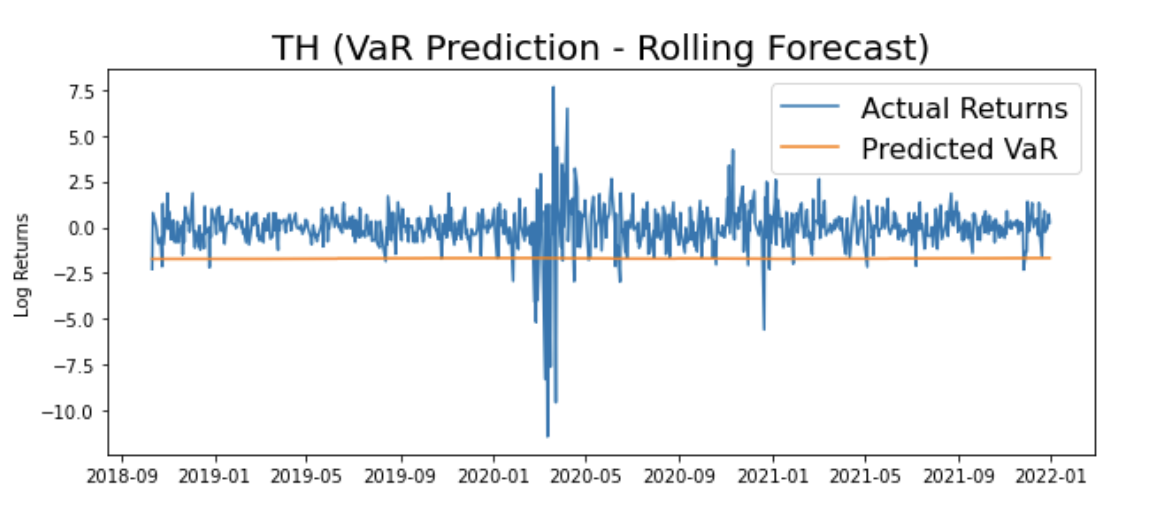 TH (VaR Prediction - Rolling Forecast)
Actual Returns
Predicted VaR
Log Returns
7.5
5.0
2.5
0.0
−2.5
−5.0
−7.5
−10.0
2018-09 2019-01 2019-05 2019-09 2020-01 2020-05 2020-09 2021-01 2021-05 2021-09 2022-01